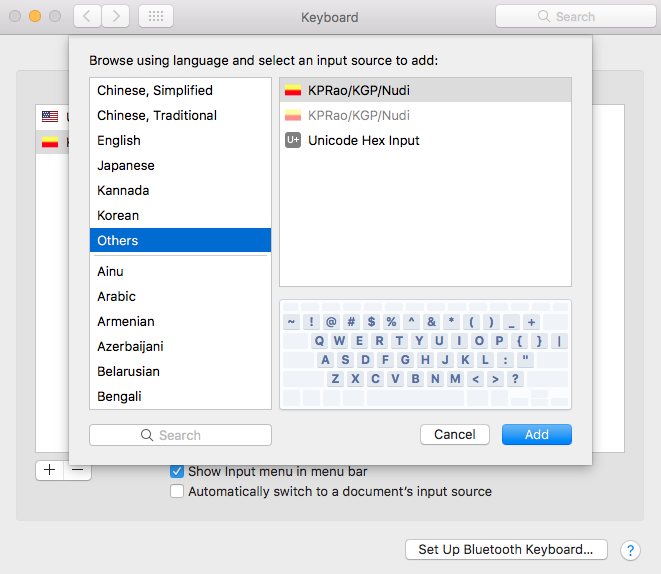 Keyboard
Search
Browse using language and select an input source to add:
Chinese, Simplified
Chinese, Traditional
English
Japanese
Kannada
Korean
Others
Ainu
Arabic
Armenian
Azerbaijani
Belarusian
Bengali
Search
KPRao/KGP/Nudi
KPRao/KGP/Nudi
U+ Unicode Hex Input
~ ! @ # $ % ^ & * ( ) _ +
Q W E R T Y U I O P { } |
A S D F G H J K L : "
Z X C V B N M < > ?
Cancel Add
+ −
Show Input menu in menu bar
Automatically switch to a document's input source
Set Up Bluetooth Keyboard... ?